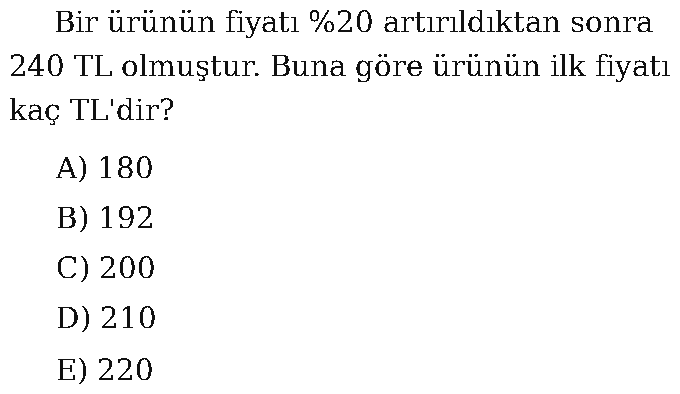 Bir ürünün fiyatı %20 artırıldıktan sonra
240 TL olmuştur. Buna göre ürünün ilk fiyatı
kaç TL'dir?
A) 180
B) 192
C) 200
D) 210
E) 220